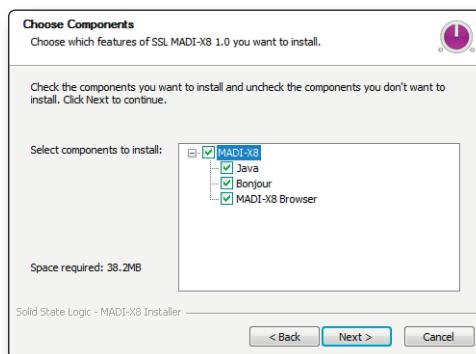 Choose Components
Choose which features of SSL MADI-X8 1.0 you want to install.
Check the components you want to install and uncheck the components you don't want to
install. Click Next to continue.
Select components to install:
MADI-X8
Java
Bonjour
MADI-X8 Browser
Space required: 38.2MB
Solid State Logic - MADI-X8 Installer
< Back Next > Cancel